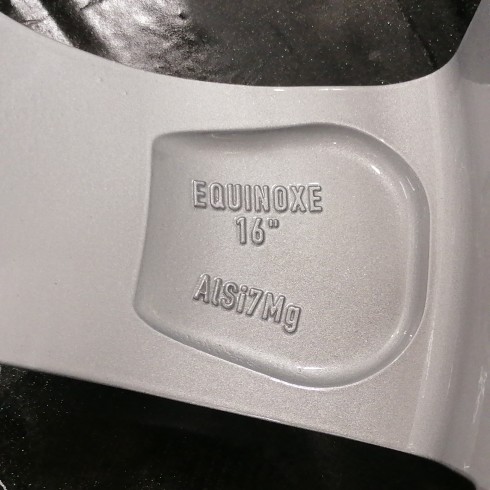 EQUINOXE
16"
AlSi7Mg